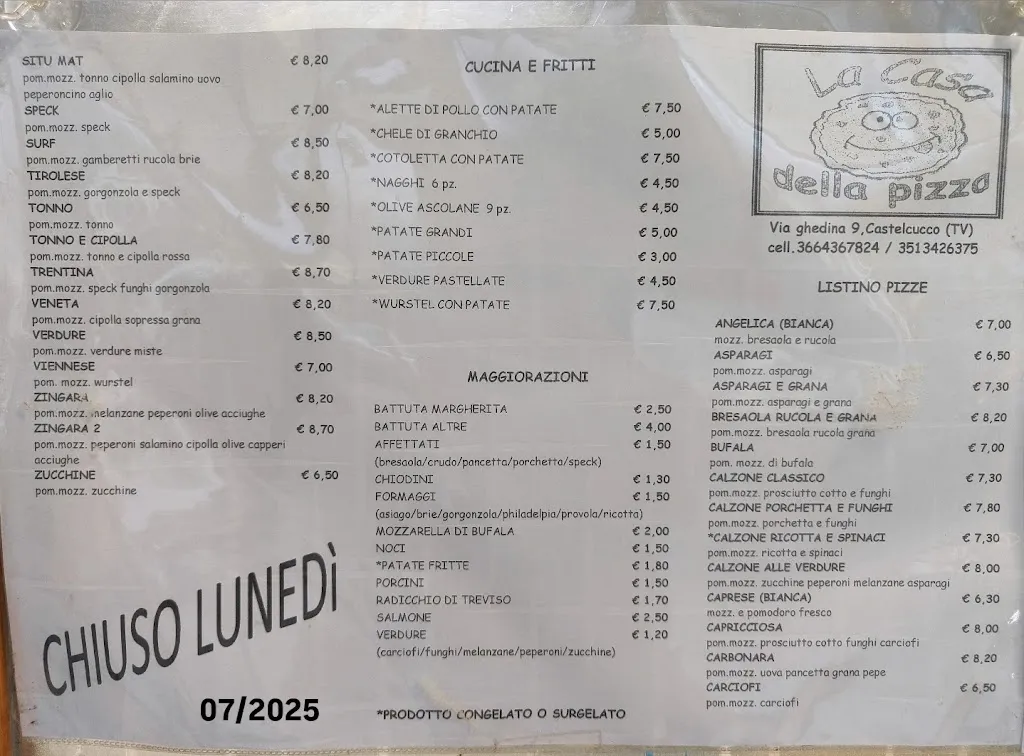 SITU MAT € 8,20
pom.mozz. tonno cipolla salamino uovo
peperoncino aglio
SPECK € 7,00
pom.mozz. speck
SURF € 8,50
pom.mozz. gamberetti rucola brie
TIROLESE € 8,20
pom.mozz. gorgonzola e speck
TONNO € 6,50
pom.mozz. tonno
TONNO E CIPOLLA € 7,80
pom.mozz. tonno e cipolla rossa
TRENTINA € 8,70
pom.mozz. speck funghi gorgonzola
VENETA € 8,20
pom.mozz. cipolla sopressa grana
VERDURE € 8,50
pom.mozz. verdure miste
VIENNESE € 7,00
pom. mozz. wurstel
ZINGARA € 8,20
pom.mozz. melanzane peperoni olive acciughe
ZINGARA 2 € 8,70
pom.mozz. peperoni salamino cipolla olive capperi
acciughe
ZUCCHINE € 6,50
pom.mozz. zucchine
CHIUSO LUNEDÌ
07/2025
CUCINA E FRITTI
*ALETTE DI POLLO CON PATATE € 7,50
*CHELE DI GRANCHIO € 5,00
*COTOLETTA CON PATATE € 7,50
*NAGGHI 6 pz. € 4,50
*OLIVE ASCOLANE 9 pz. € 4,50
*PATATE GRANDI € 5,00
*PATATE PICCOLE € 3,00
*VERDURE PASTELLATE € 4,50
*WURSTEL CON PATATE € 7,50
MAGGIORAZIONI
BATTUTA MARGHERITA € 2,50
BATTUTA ALTRE € 4,00
AFFETTATI € 1,50
(bresaola/crudo/pancetta/porchetta/speck)
CHIODINI € 1,30
FORMAGGI € 1,50
(asiago/brie/gorgonzola/philadelpia/provola/ricotta)
MOZZARELLA DI BUFALA € 2,00
NOCI € 1,50
*PATATE FRITTE € 1,80
PORCINI € 1,50
RADICCHIO DI TREVISO € 1,70
SALMONE € 2,50
VERDURE € 1,20
(carciofi/funghi/melanzane/peperoni/zucchine)
*PRODOTTO CONGELATO O SURGELATO
La Casa
della pizza
Via ghedina 9,Castelcucco (TV)
cell.3664367824 / 3513426375
LISTINO PIZZE
ANGELICA (BIANCA) € 7,00
mozz. bresaola e rucola
ASPARAGI € 6,50
pom.mozz. asparagi
ASPARAGI E GRANA € 7,30
pom.mozz. asparagi e grana
BRESAOLA RUCOLA E GRANA € 8,20
pom.mozz. bresaola rucola grana
BUFALA € 7,00
pom. mozz. di bufala
CALZONE CLASSICO € 7,30
pom.mozz. prosciutto cotto e funghi
CALZONE PORCHETTA E FUNGHI € 7,80
pom.mozz. porchetta e funghi
*CALZONE RICOTTA E SPINACI € 7,30
pom.mozz. ricotta e spinaci
CALZONE ALLE VERDURE € 8,00
pom.mozz. zucchine peperoni melanzane asparagi
CAPRESE (BIANCA) € 6,30
mozz. e pomodoro fresco
CAPRICCIOSA € 8,00
pom.mozz. prosciutto cotto funghi carciofi
CARBONARA € 8,20
pom.mozz. uova pancetta grana pepe
CARCIOFI € 6,50
pom.mozz. carciofi